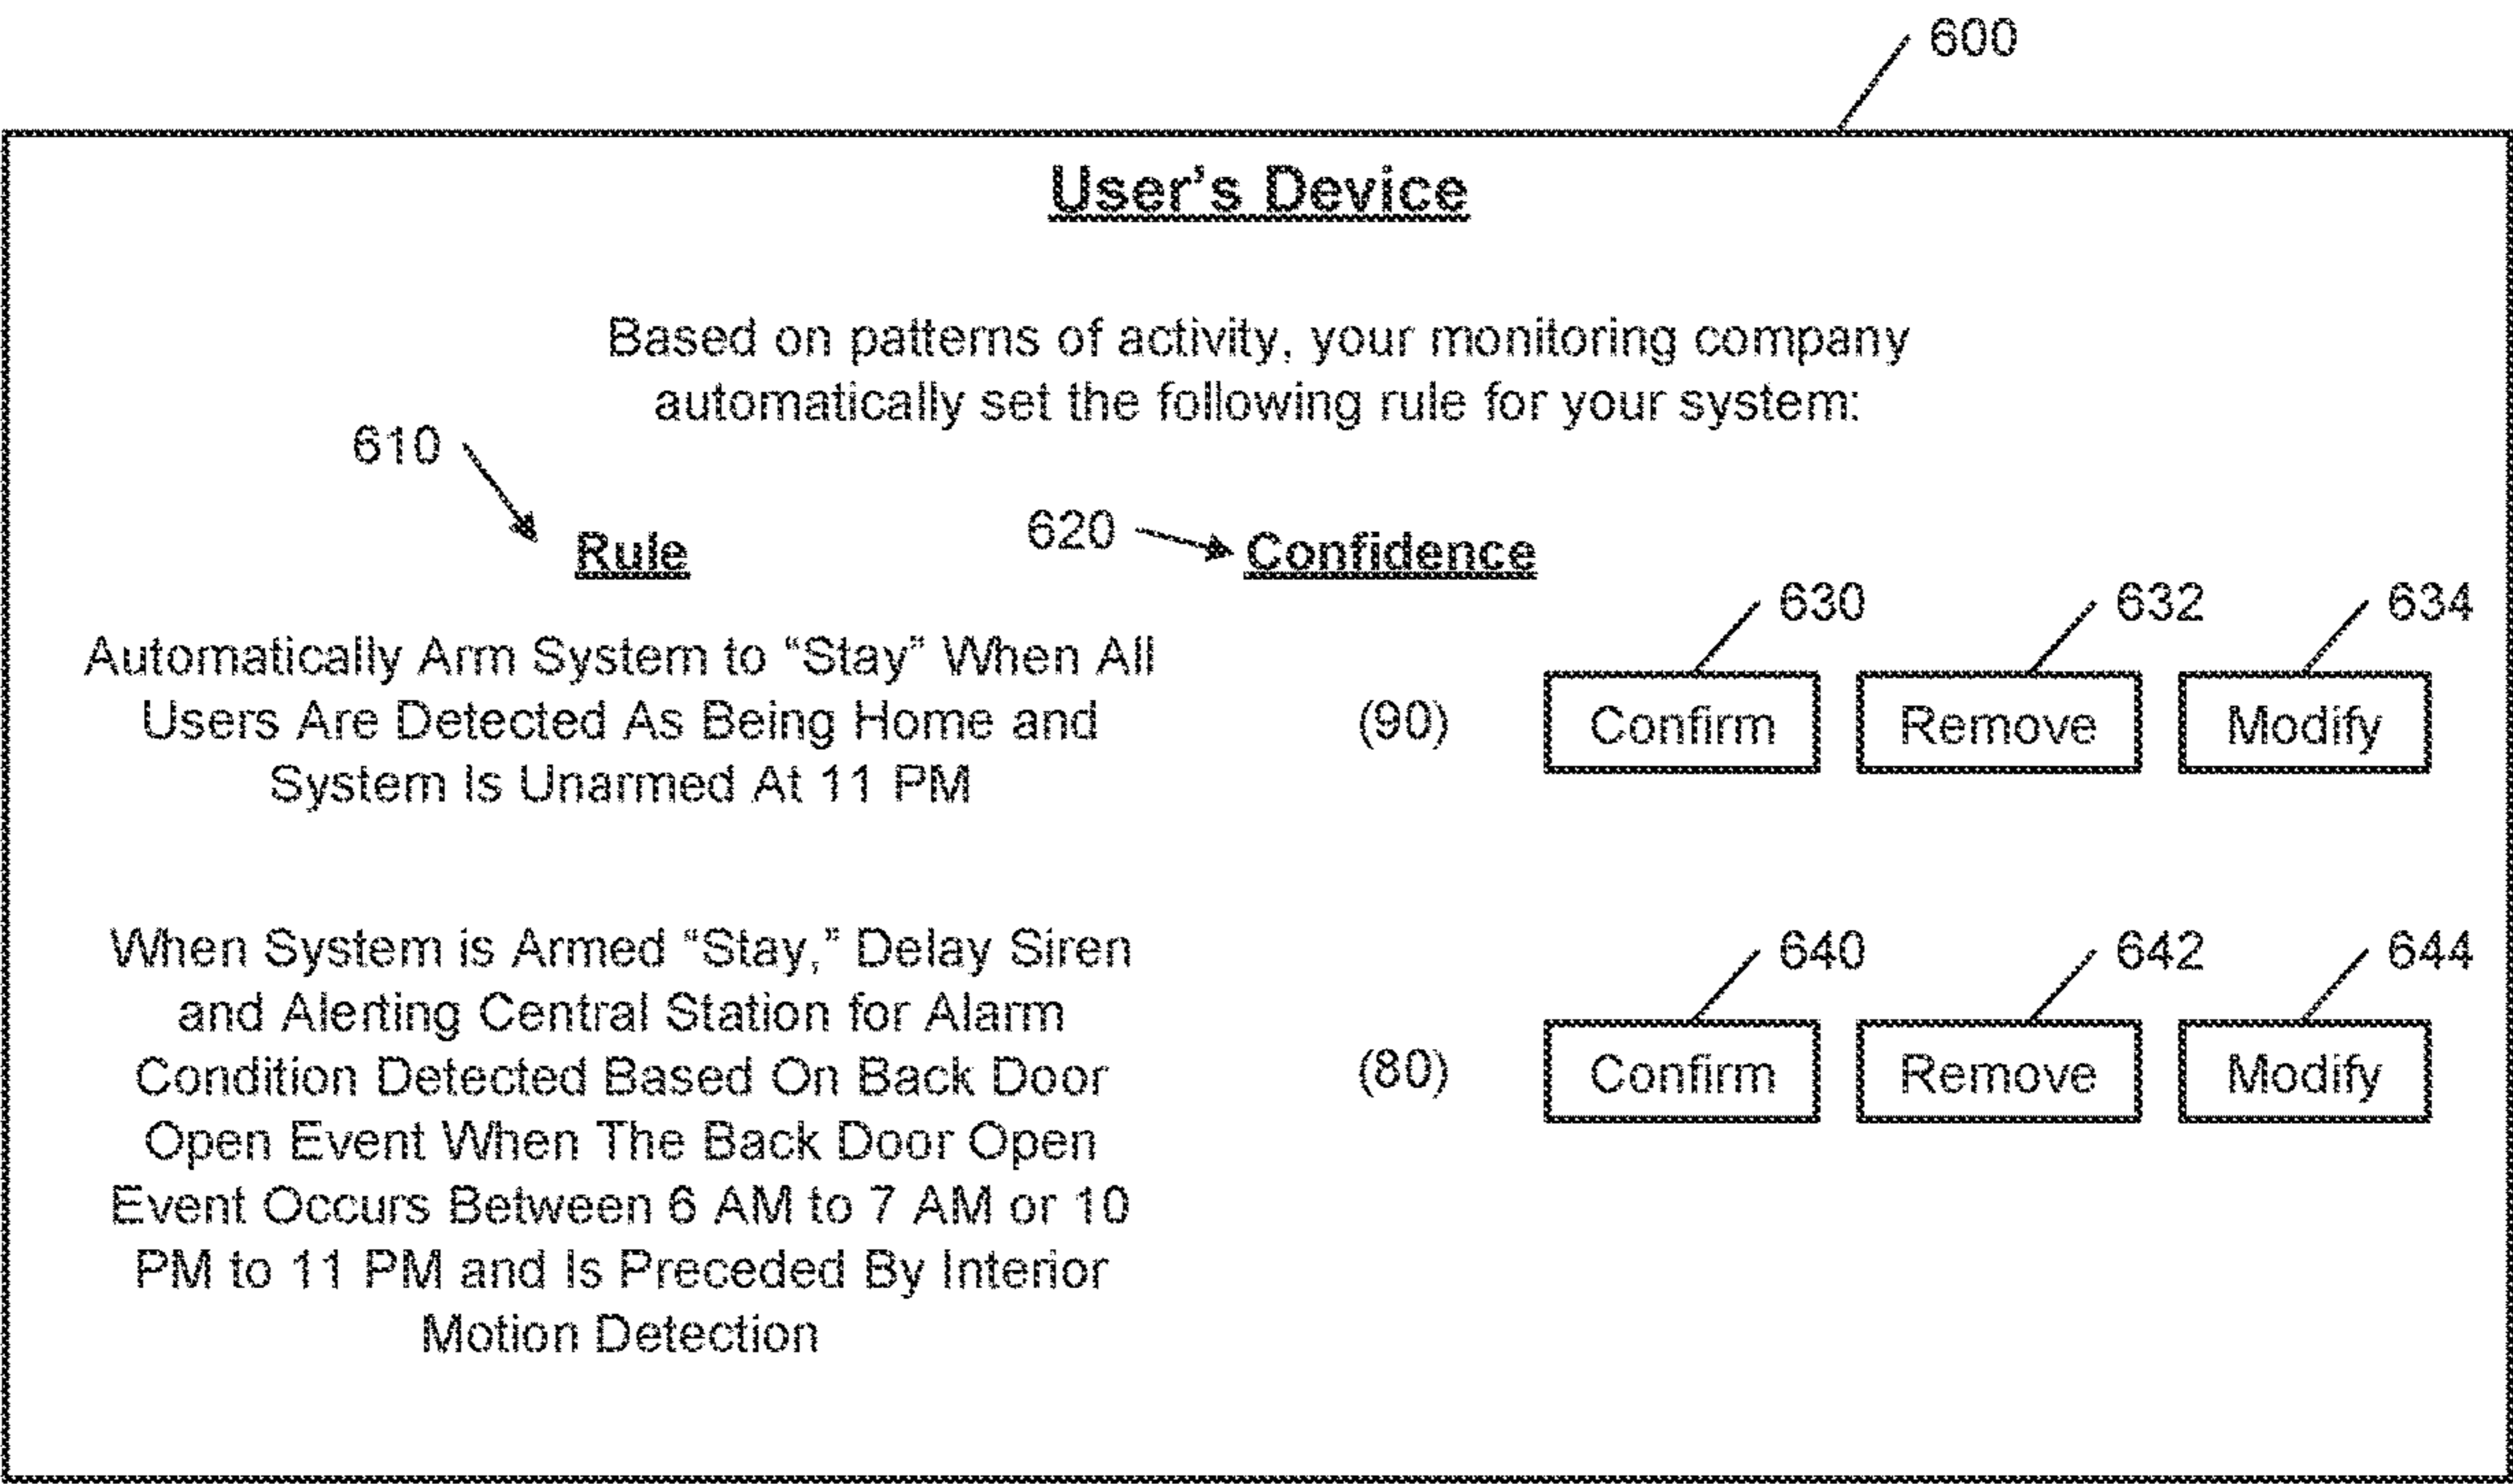 600
User's Device
Based on patterns of activity, your monitoring company
automatically set the following rule for your system:
610
620
Rule
Confidence
630
632
634
Automatically Arm System to “Stay” When All
Users Are Detected As Being Home and
System Is Unarmed At 11 PM
(90)
Confirm
Remove
Modify
640
642
644
When System is Armed “Stay,” Delay Siren
and Alerting Central Station for Alarm
Condition Detected Based On Back Door
Open Event When The Back Door Open
Event Occurs Between 6 AM to 7 AM or 10
PM to 11 PM and Is Preceded By Interior
Motion Detection
(80)
Confirm
Remove
Modify